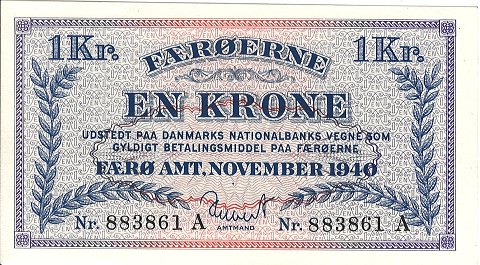 1 Kr. FÆRØERNE 1 Kr.
EN KRONE
UDSTEDT PAA DANMARKS NATIONALBANKS VEGNE SOM
GYLDIGT BETALINGSMIDDEL PAA FÆRØERNE.
FÆRØ AMT, NOVEMBER 1940
AMTMAND
Nr. 883861 A Nr. 883861 A